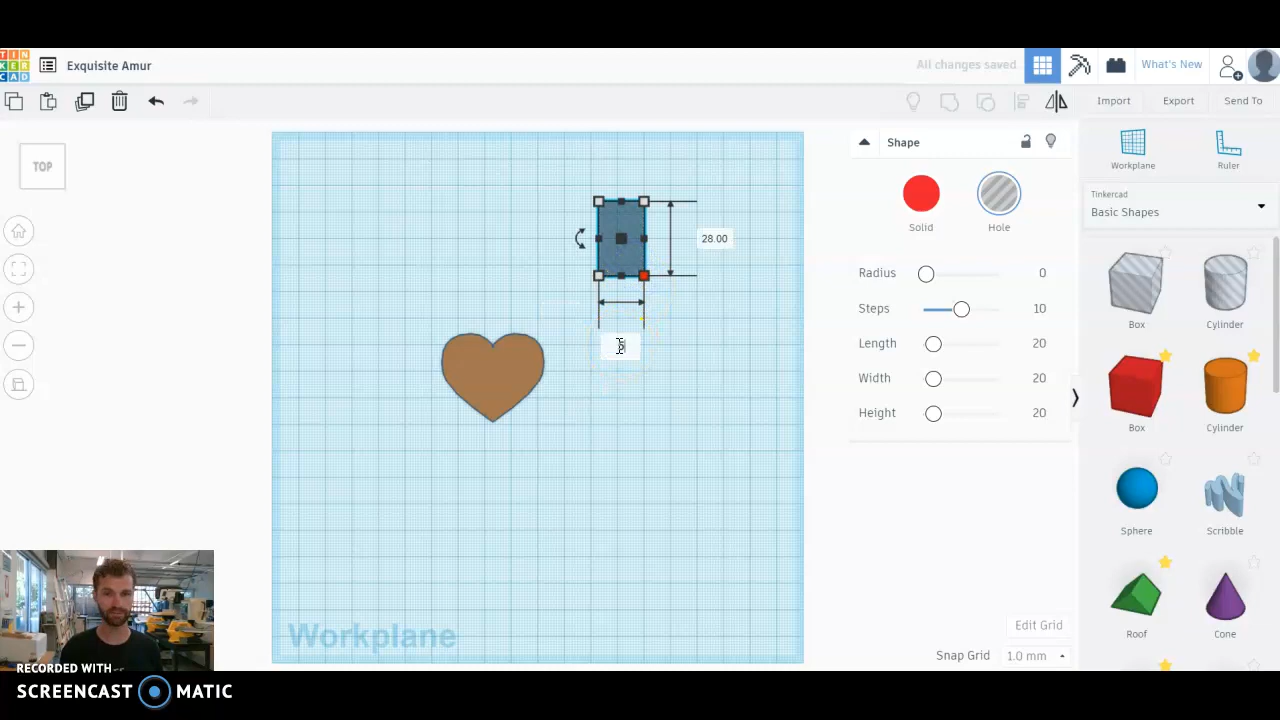 TIN
KER
CAD
Exquisite Amur
All changes saved
What's New
Import
Export
Send To
TOP
Shape
Solid
Hole
Radius 0
Steps 10
Length 20
Width 20
Height 20
28.00
Workplane
Ruler
Tinkercad
Basic Shapes
Box
Cylinder
Box
Cylinder
Sphere
Scribble
Roof
Cone
Workplane
Edit Grid
Snap Grid 1.0 mm
RECORDED WITH
SCREENCAST MATIC